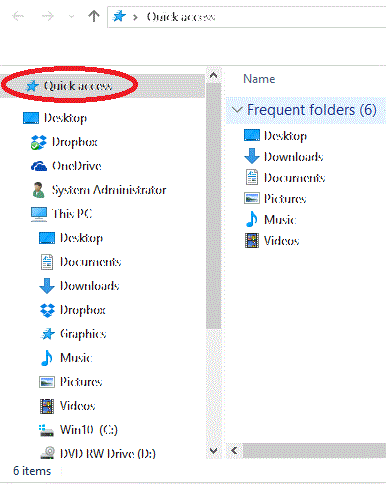 Quick access
Name
Quick access
Frequent folders (6)
Desktop
Dropbox
OneDrive
System Administrator
This PC
Desktop
Documents
Downloads
Dropbox
Graphics
Music
Pictures
Videos
Win10 (C:)
DVD RW Drive (D:)
Desktop
Downloads
Documents
Pictures
Music
Videos
6 items